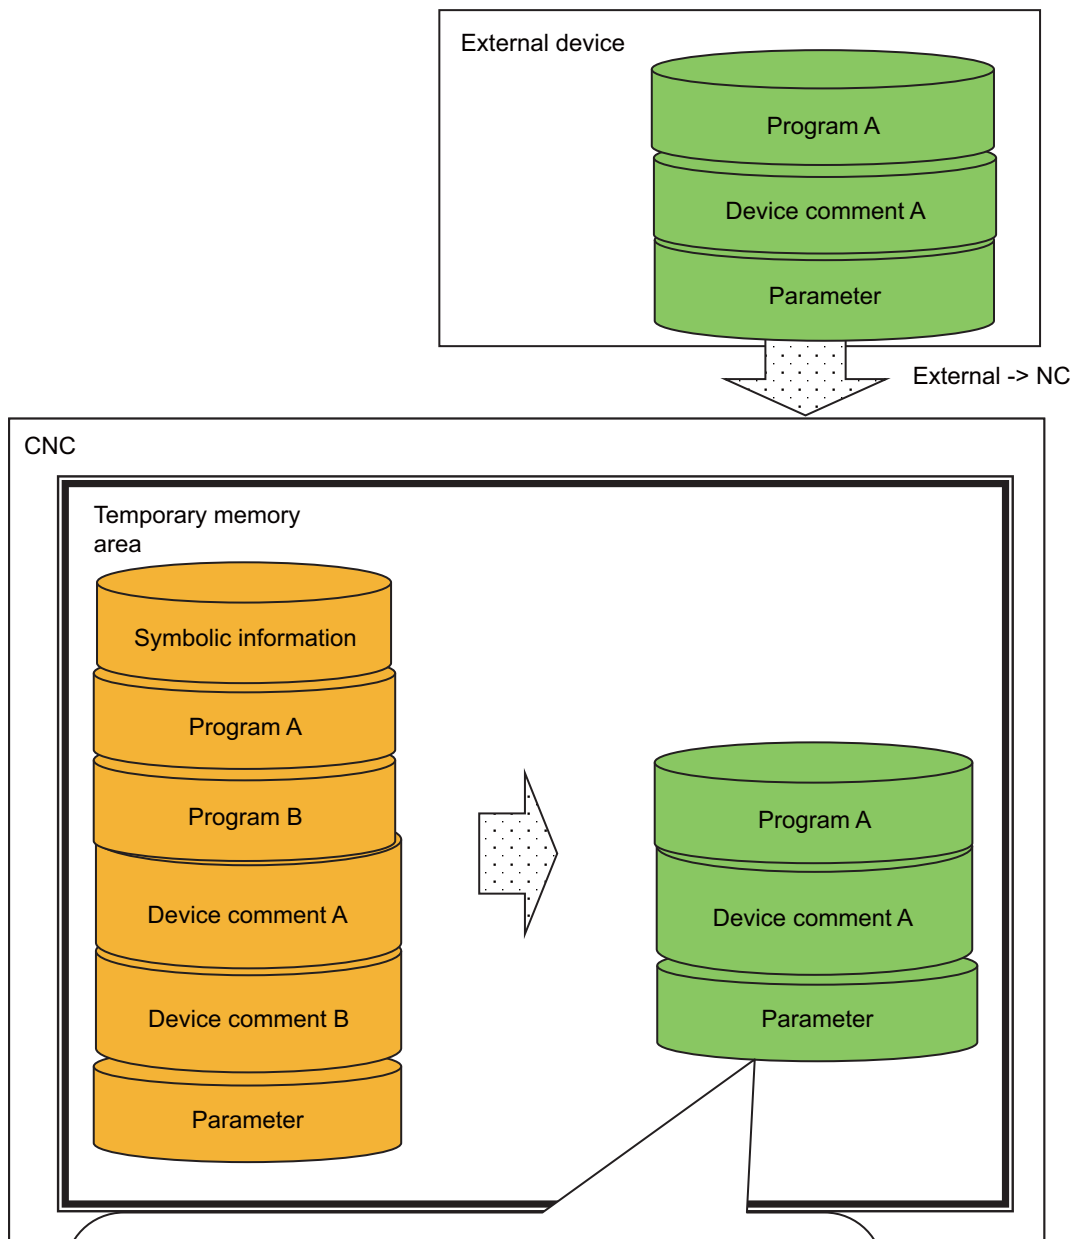 External device
Program A
Device comment A
Parameter
External -> NC
CNC
Temporary memory
area
Symbolic information
Program A
Program B
Device comment A
Device comment B
Parameter
Program A
Device comment A
Parameter